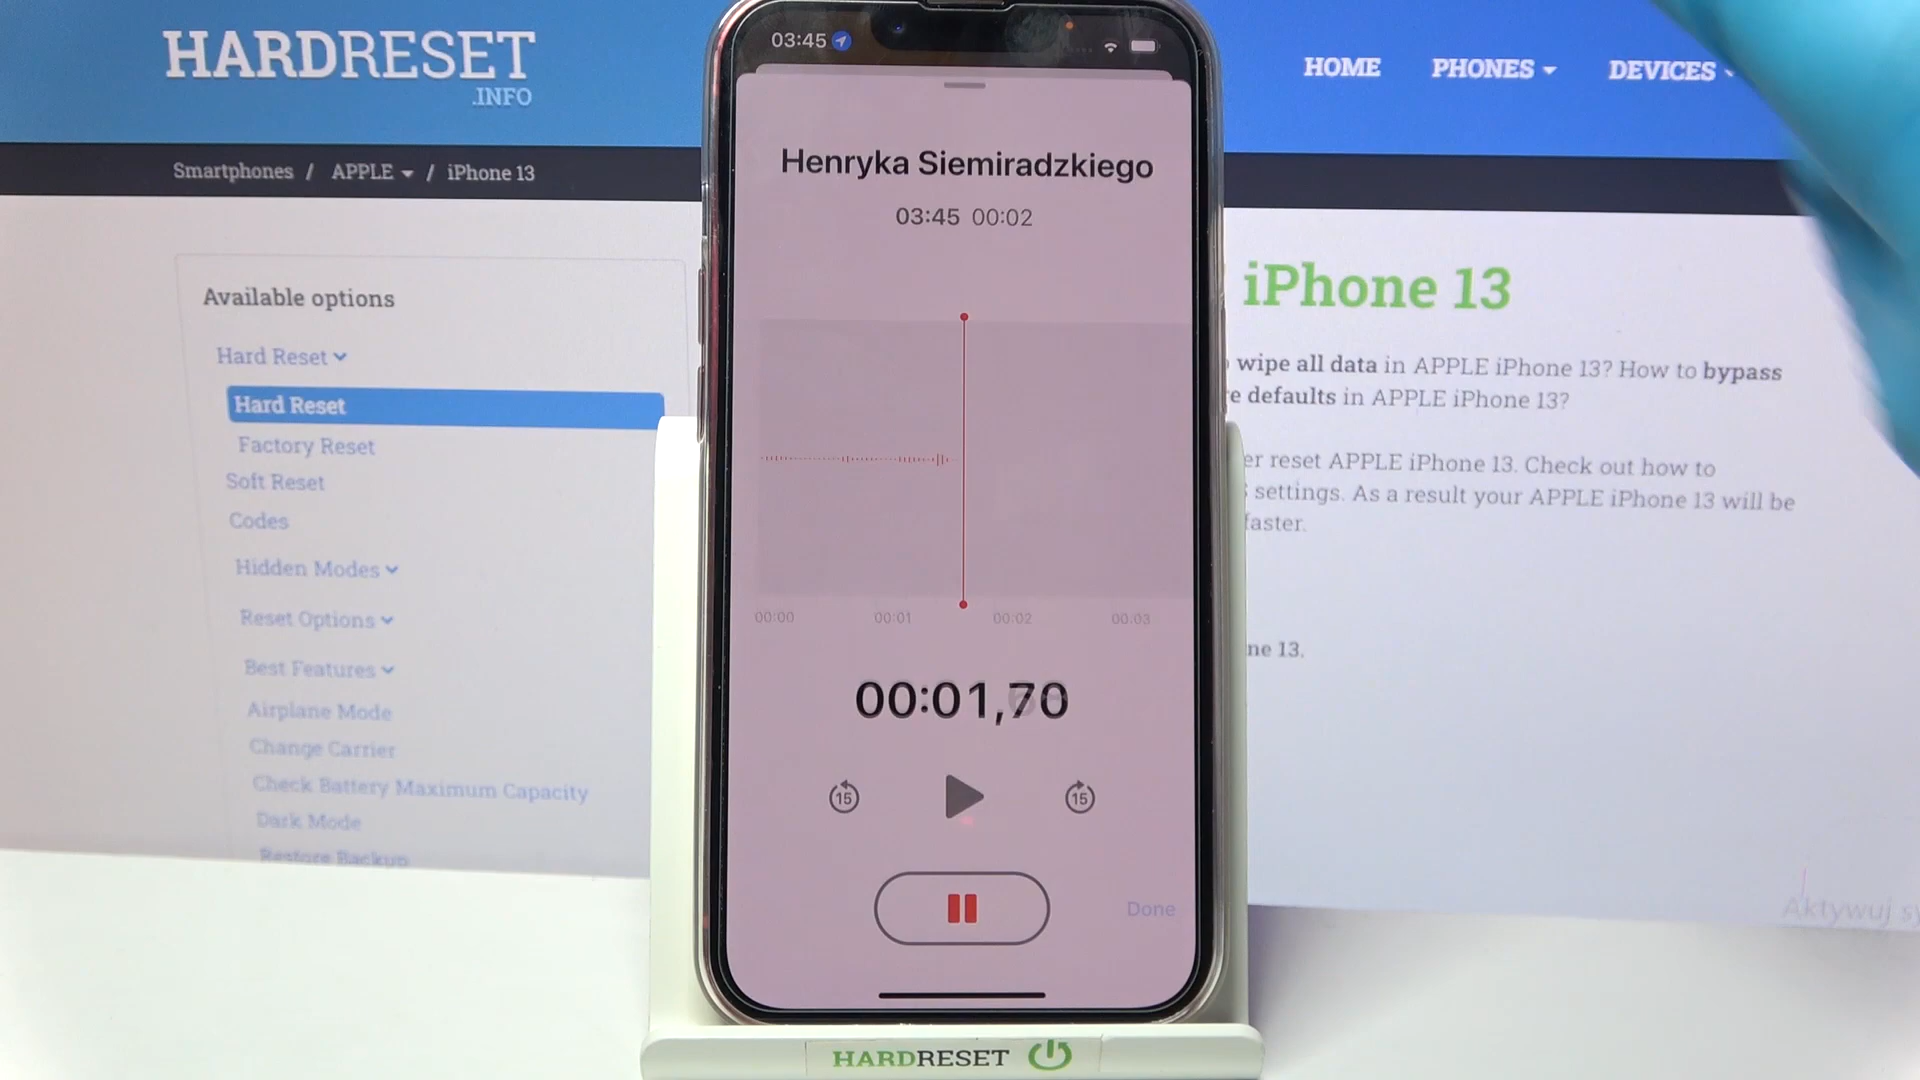 HARDRESET
.INFO
HOME PHONES DEVICES
Smartphones / APPLE / iPhone 13
Available options
Hard Reset
Hard Reset
Factory Reset
Soft Reset
Codes
Hidden Modes
Reset Options
Best Features
Airplane Mode
Change Carrier
Check Battery Maximum Capacity
Dark Mode
Restore Backup
03:45
Henryka Siemiradzkiego
03:45 00:02
00:00 00:01 00:02 00:03
00:01,70
15 15
Done
iPhone 13
wipe all data in APPLE iPhone 13? How to bypass
defaults in APPLE iPhone 13?
reset APPLE iPhone 13. Check out how to
settings. As a result your APPLE iPhone 13 will be
faster.
13.
Aktywuj
HARDRESET